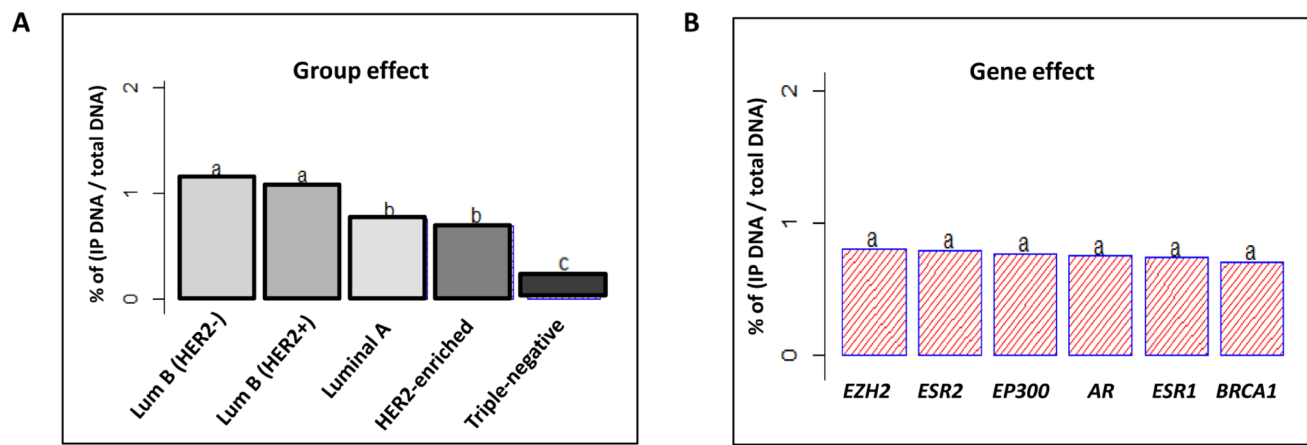 A
Group effect
% of (IP DNA / total DNA)
2
1
0
a
a
b
b
c
Lum B (HER2-)
Lum B (HER2+)
Luminal A
HER2-enriched
Triple-negative
B
Gene effect
% of (IP DNA / total DNA)
2
1
0
a
a
a
a
a
a
EZH2
ESR2
EP300
AR
ESR1
BRCA1